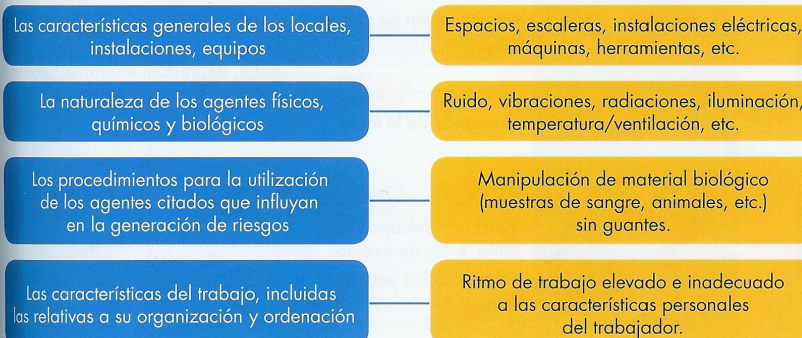 Las características generales de los locales,
instalaciones, equipos
Espacios, escaleras, instalaciones eléctricas,
máquinas, herramientas, etc.
La naturaleza de los agentes físicos,
químicos y biológicos
Ruido, vibraciones, radiaciones, iluminación,
temperatura/ventilación, etc.
Los procedimientos para la utilización
de los agentes citados que influyan
en la generación de riesgos
Manipulación de material biológico
(muestras de sangre, animales, etc.)
sin guantes.
Las características del trabajo, incluidas
las relativas a su organización y ordenación
Ritmo de trabajo elevado e inadecuado
a las características personales
del trabajador.